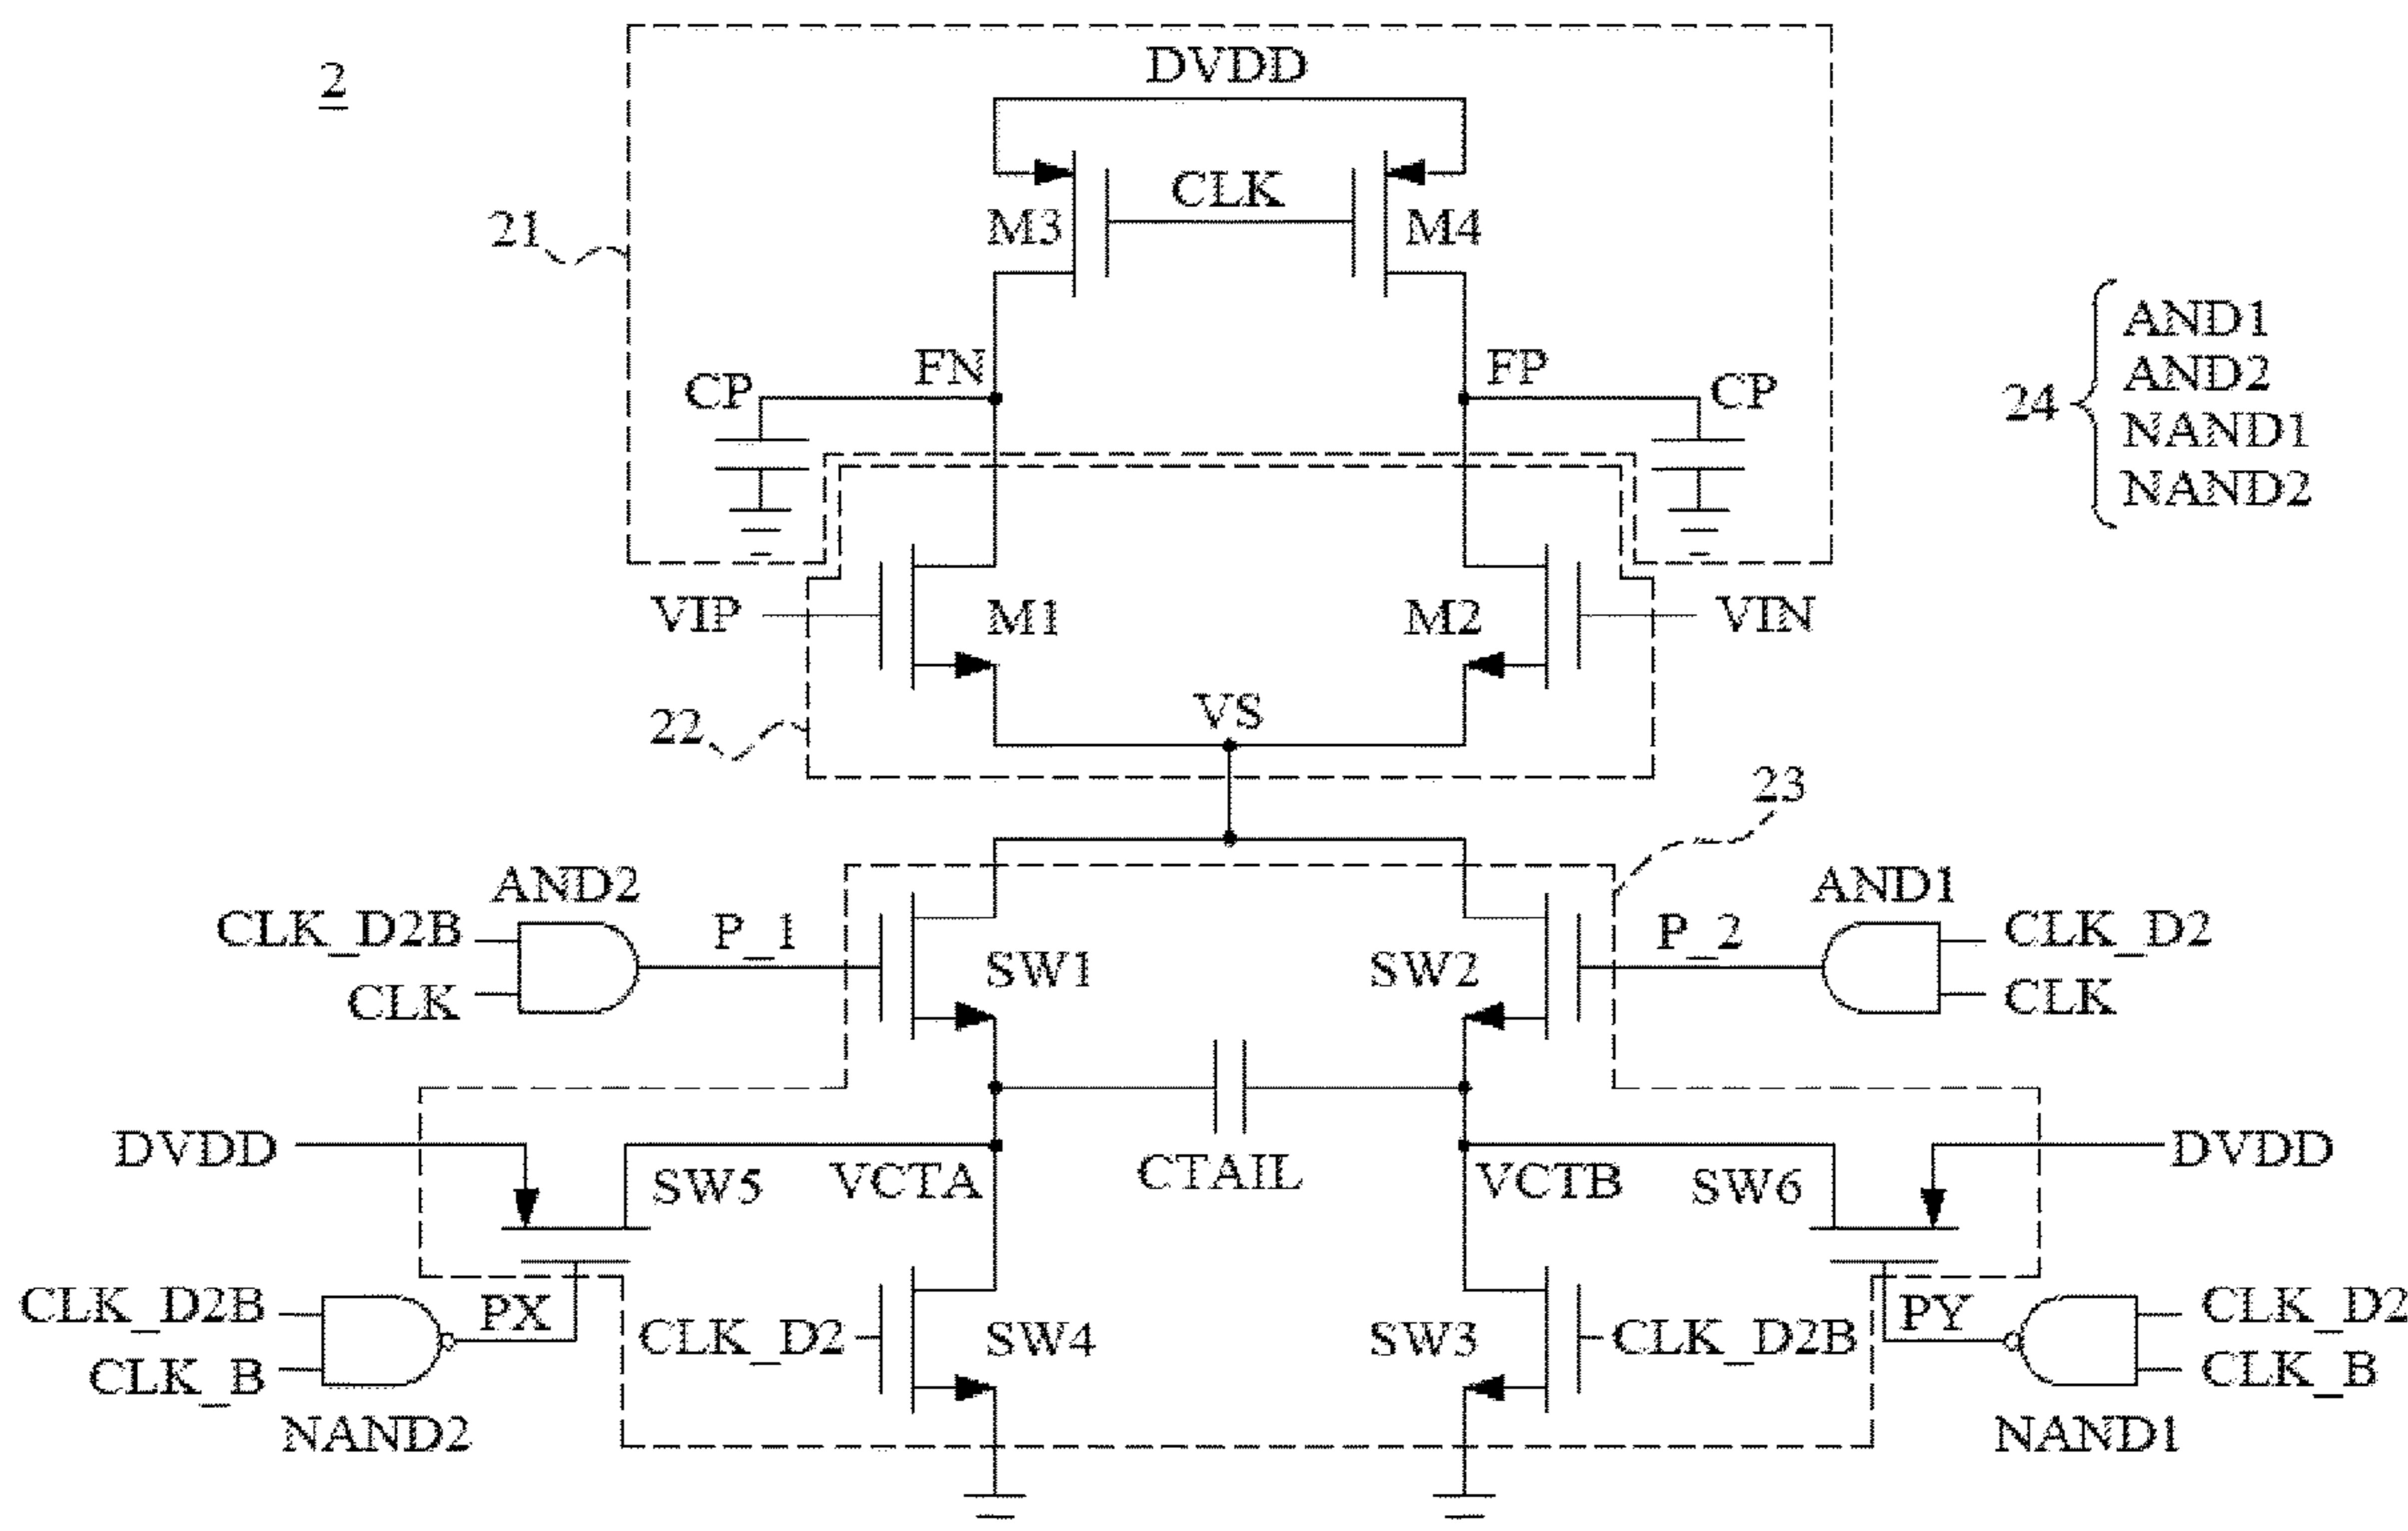 2
DVDD
21
M3
CLK
M4
FN
FP
CP
CP
24
AND1
AND2
NAND1
NAND2
VIP
M1
M2
VIN
22
VS
23
AND2
AND1
CLK_D2B
CLK
P_1
SW1
SW2
P_2
CLK_D2
CLK
DVDD
SW5
VCTA
CTAIL
VCTB
SW6
DVDD
CLK_D2B
CLK_B
PX
NAND2
CLK_D2
SW4
SW3
CLK_D2B
PY
CLK_D2
CLK_B
NAND1